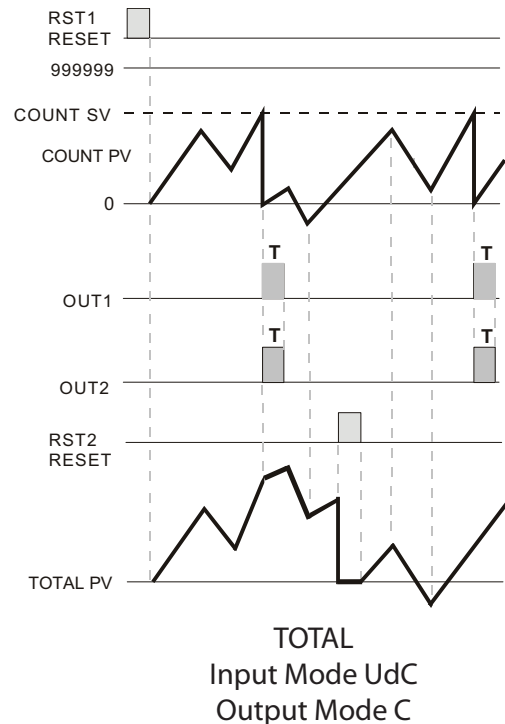 RST1
RESET
999999
COUNT SV
COUNT PV
0
T
T
OUT1
T
T
OUT2
RST2
RESET
TOTAL PV
TOTAL
Input Mode UdC
Output Mode C